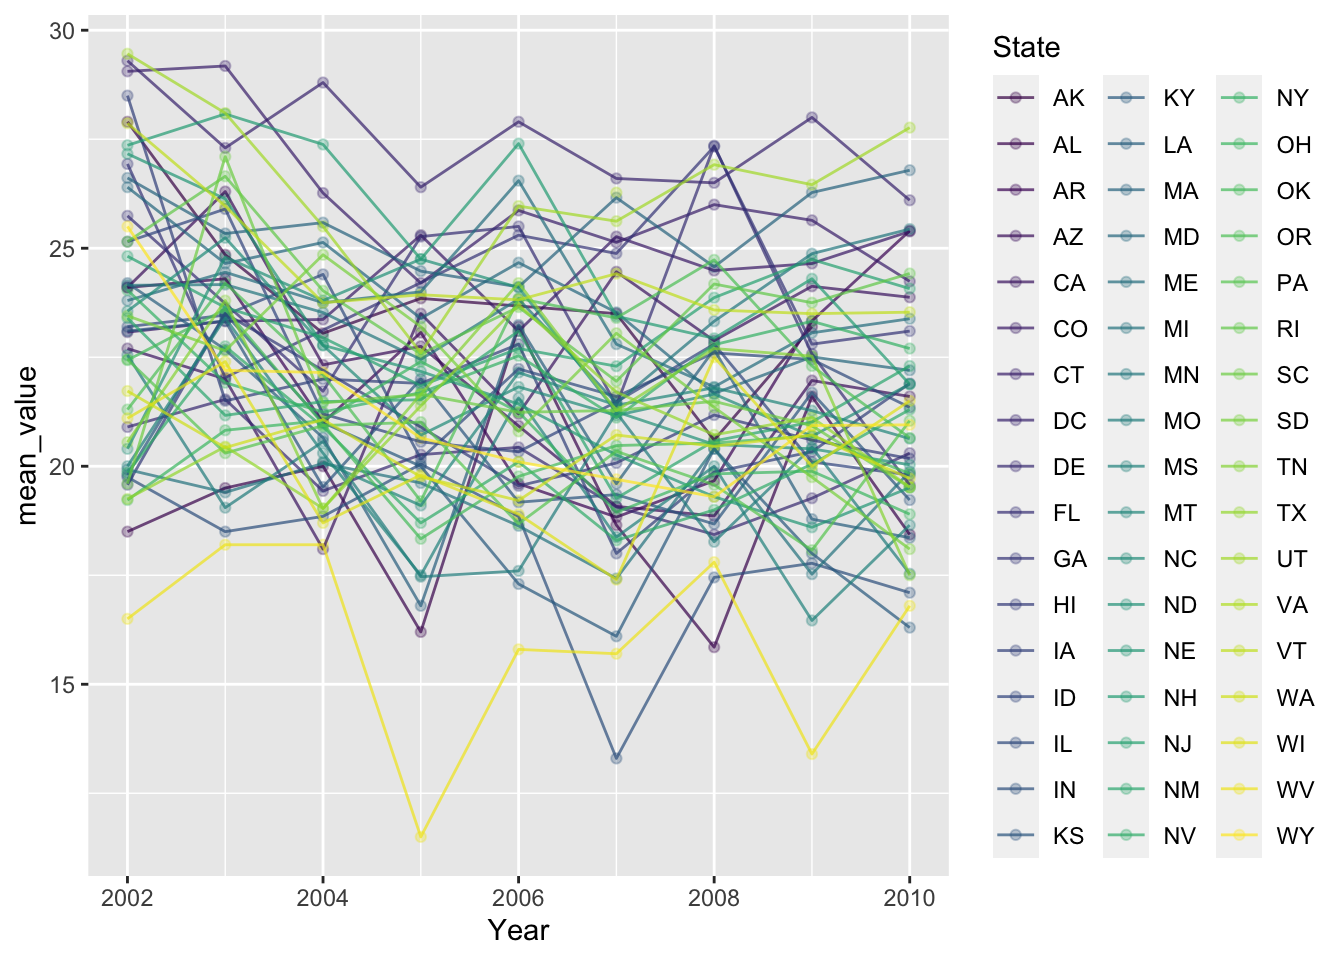 30
25
20
15
mean_value
2002 2004 2006 2008 2010
Year
State
AK KY NY
AL LA OH
AR MA OK
AZ MD OR
CA ME PA
CO MI RI
CT MN SC
DC MO SD
DE MS TN
FL MT TX
GA NC UT
HI ND VA
IA NE VT
ID NH WA
IL NJ WI
IN NM WV
KS NV WY